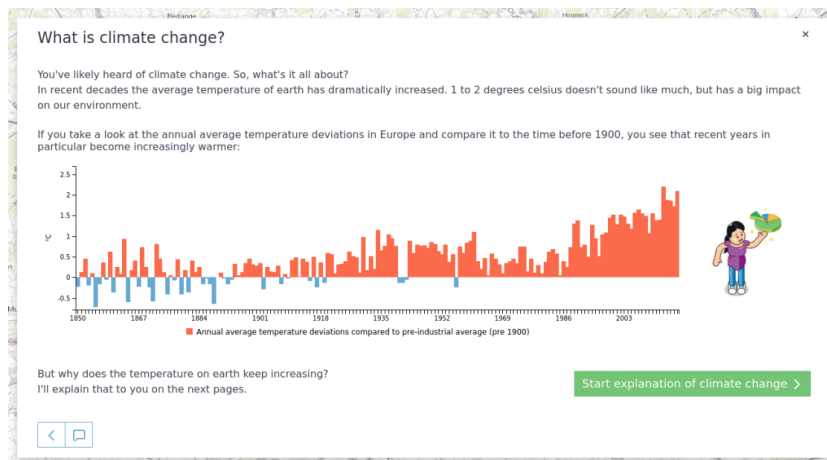 Redange
Houneck
What is climate change?
×
You've likely heard of climate change. So, what's it all about?
In recent decades the average temperature of earth has dramatically increased. 1 to 2 degrees celsius doesn't sound like much, but has a big impact
on our environment.
If you take a look at the annual average temperature deviations in Europe and compare it to the time before 1900, you see that recent years in
particular become increasingly warmer:
2.5
2
1.5
1
0.5
0
-0.5
°C
1850 1867 1884 1901 1918 1935 1952 1969 1986 2003
Annual average temperature deviations compared to pre-industrial average (pre 1900)
But why does the temperature on earth keep increasing?
I'll explain that to you on the next pages.
Start explanation of climate change